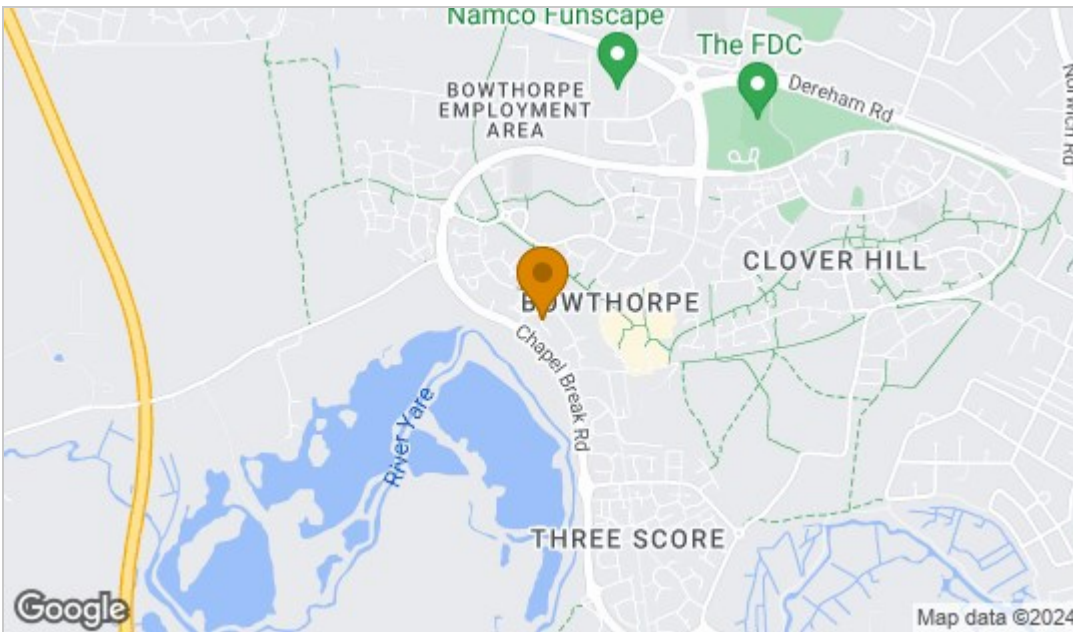 Namco Funscape
The FDC
BOWTHORPE
EMPLOYMENT
AREA
Dereham Rd
Norwich Rd
CLOVER HILL
BOWTHORPE
Chapel Break Rd
River Yare
THREE SCORE
Google
Map data ©2024